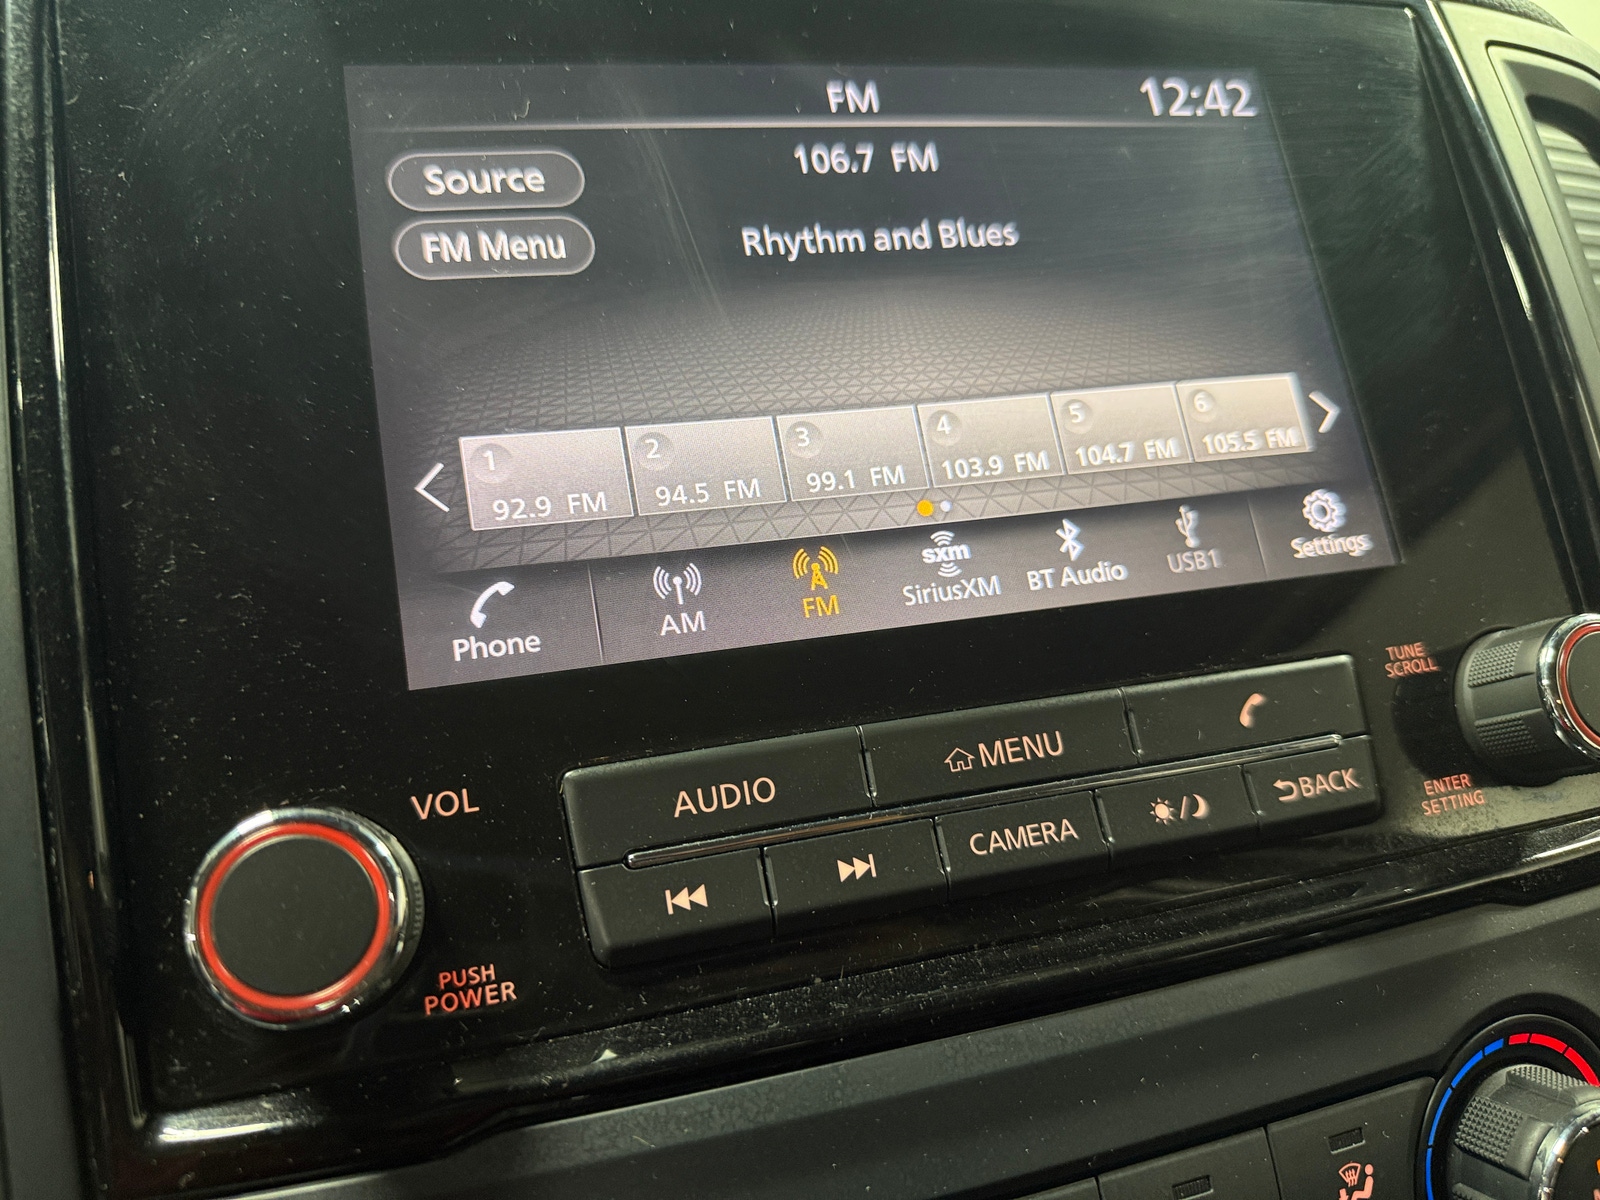 FM
12:42
106.7 FM
Source
FM Menu
Rhythm and Blues
1
92.9 FM
2
94.5 FM
3
99.1 FM
4
103.9 FM
5
104.7 FM
6
105.5 FM
Phone
AM
FM
sxm
SiriusXM
BT Audio
USB1
Settings
TUNE
SCROLL
VOL
AUDIO
MENU
CAMERA
BACK
ENTER
SETTING
PUSH
POWER